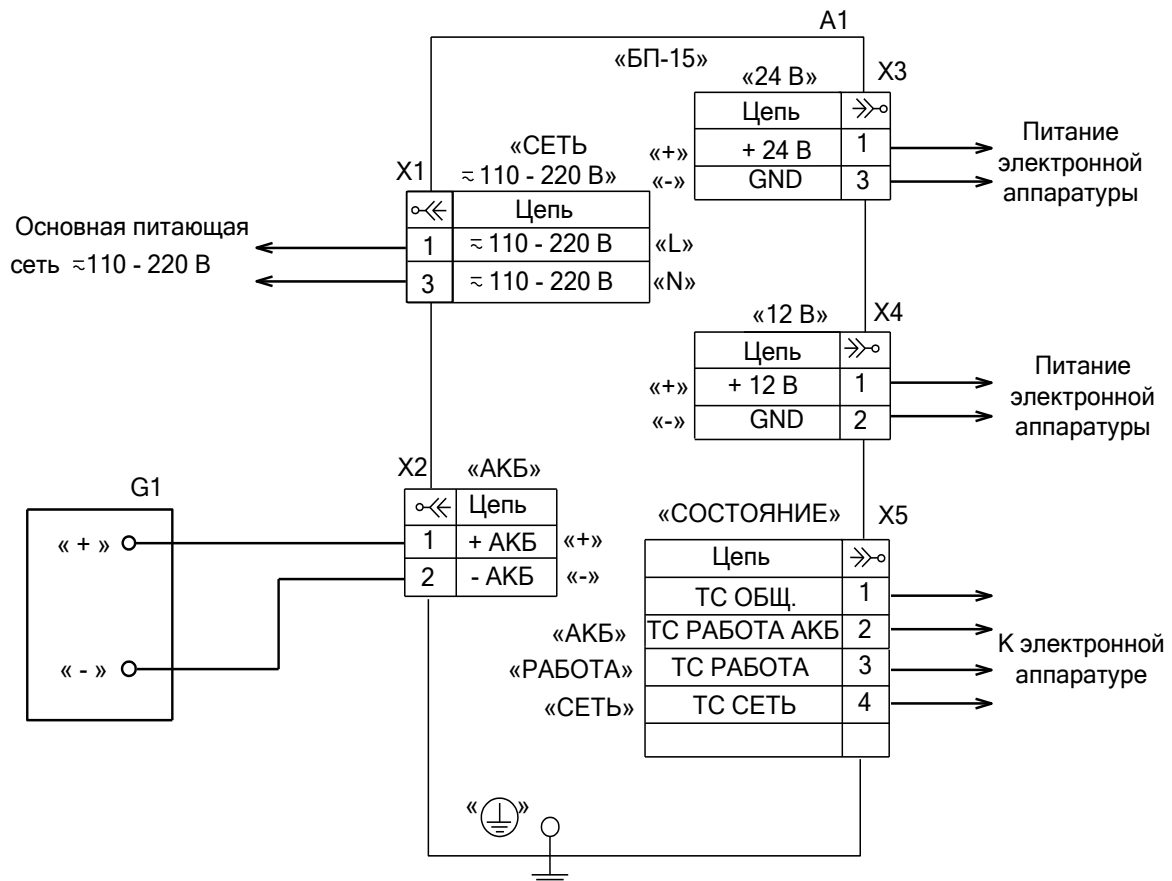 A1
«БП-15»
«24 В» X3
Цепь
«+» + 24 В 1
«-» GND 3
Питание
электронной
аппаратуры
«СЕТЬ
X1 ≂ 110 - 220 В»
Цепь
1 ≂ 110 - 220 В «L»
3 ≂ 110 - 220 В «N»
Основная питающая
сеть ≂110 - 220 В
«12 В» X4
Цепь
«+» + 12 В 1
«-» GND 2
Питание
электронной
аппаратуры
X2 «АКБ»
Цепь
1 + АКБ «+»
2 - АКБ «-»
G1
« + »
« - »
«СОСТОЯНИЕ» X5
Цепь
ТС ОБЩ. 1
«АКБ» ТС РАБОТА АКБ 2
«РАБОТА» ТС РАБОТА 3
«СЕТЬ» ТС СЕТЬ 4
К электронной
аппаратуре
« »